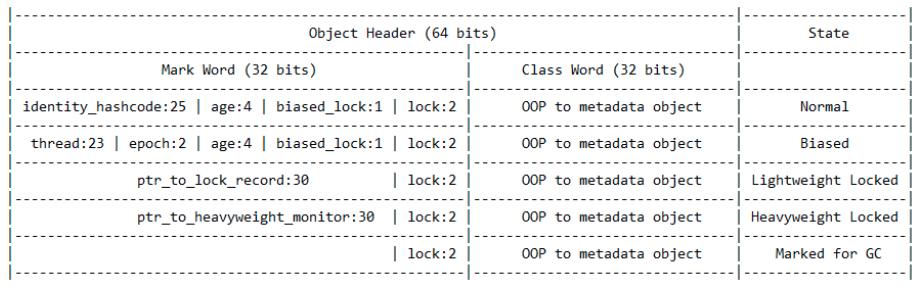 |------------------------------------------------------------------------|--------------------|
| Object Header (64 bits) | State |
|------------------------------------------------------------------------|--------------------|
| Mark Word (32 bits) | Class Word (32 bits) | |
|------------------------------------------------------------------------|--------------------|
| identity_hashcode:25 | age:4 | biased_lock:1 | lock:2 | OOP to metadata object | Normal |
|------------------------------------------------------------------------|--------------------|
| thread:23 | epoch:2 | age:4 | biased_lock:1 | lock:2 | OOP to metadata object | Biased |
|------------------------------------------------------------------------|--------------------|
| ptr_to_lock_record:30 | lock:2 | OOP to metadata object | Lightweight Locked |
|------------------------------------------------------------------------|--------------------|
| ptr_to_heavyweight_monitor:30 | lock:2 | OOP to metadata object | Heavyweight Locked |
|------------------------------------------------------------------------|--------------------|
| | lock:2 | OOP to metadata object | Marked for GC |
|------------------------------------------------------------------------|--------------------|